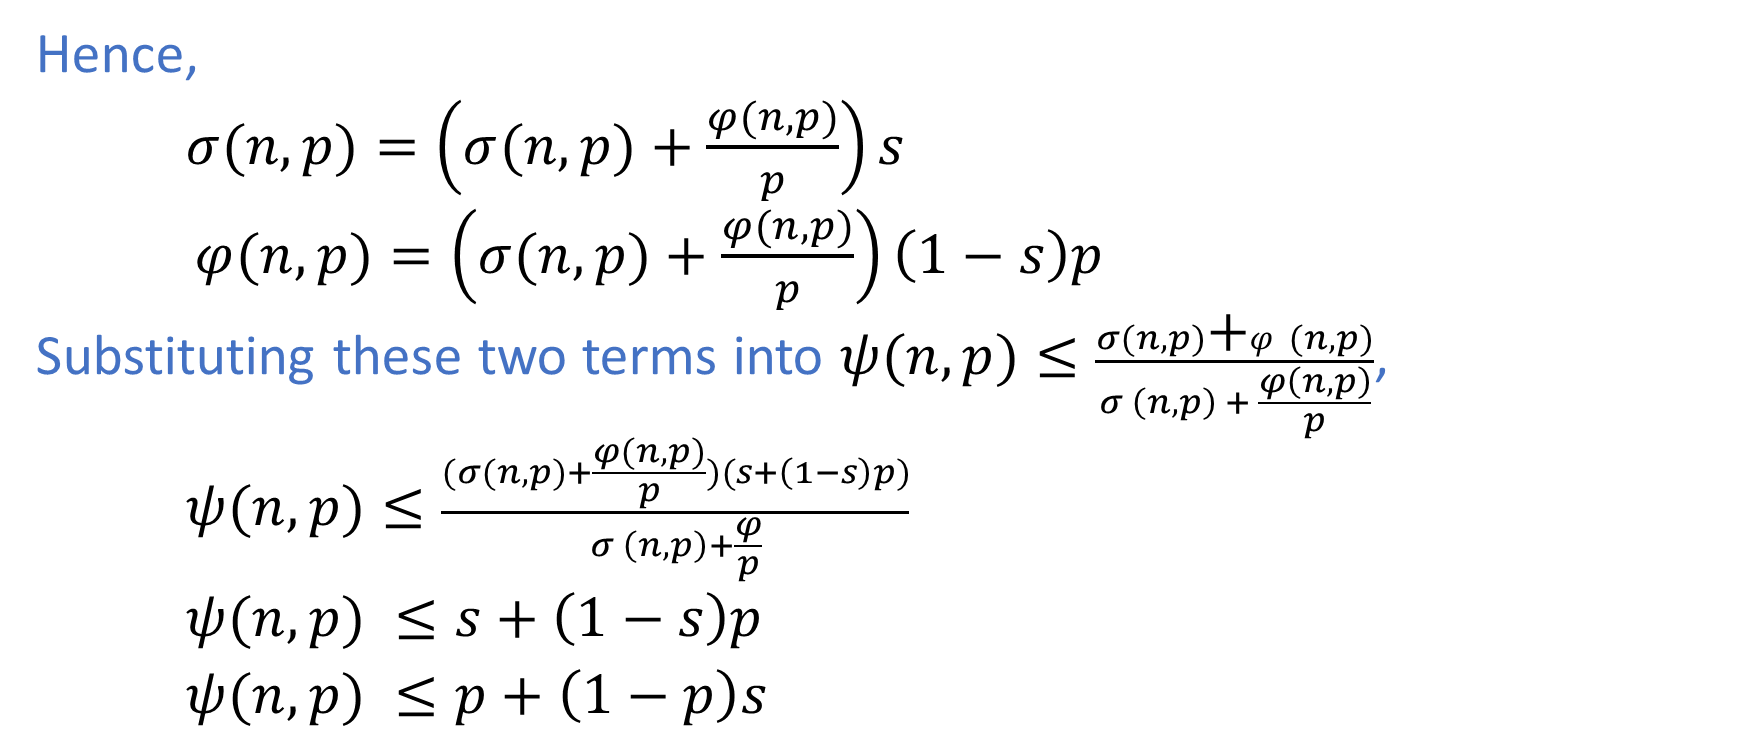 Hence,
σ(n, p) = (σ(n, p) + φ(n,p)/p) s
φ(n, p) = (σ(n, p) + φ(n,p)/p) (1 − s)p
Substituting these two terms into ψ(n, p) ≤ (σ(n,p)+φ (n,p))/(σ (n,p) + φ(n,p)/p),
ψ(n, p) ≤ ((σ(n,p)+φ(n,p)/p)(s+(1−s)p))/(σ (n,p)+φ/p)
ψ(n, p) ≤ s + (1 − s)p
ψ(n, p) ≤ p + (1 − p)s